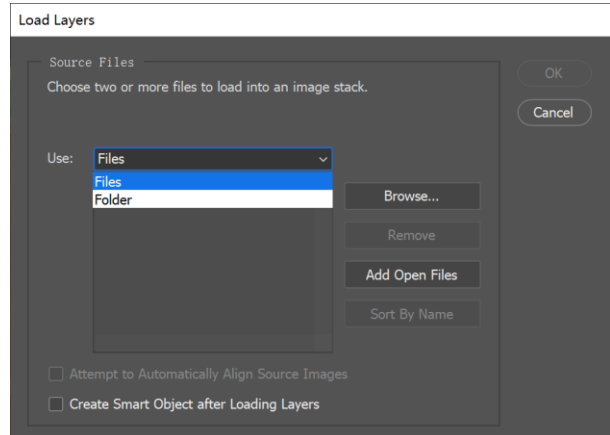 Load Layers
Source Files
Choose two or more files to load into an image stack.
OK
Cancel
Use: Files
Files
Folder
Browse...
Remove
Add Open Files
Sort By Name
Attempt to Automatically Align Source Images
Create Smart Object after Loading Layers